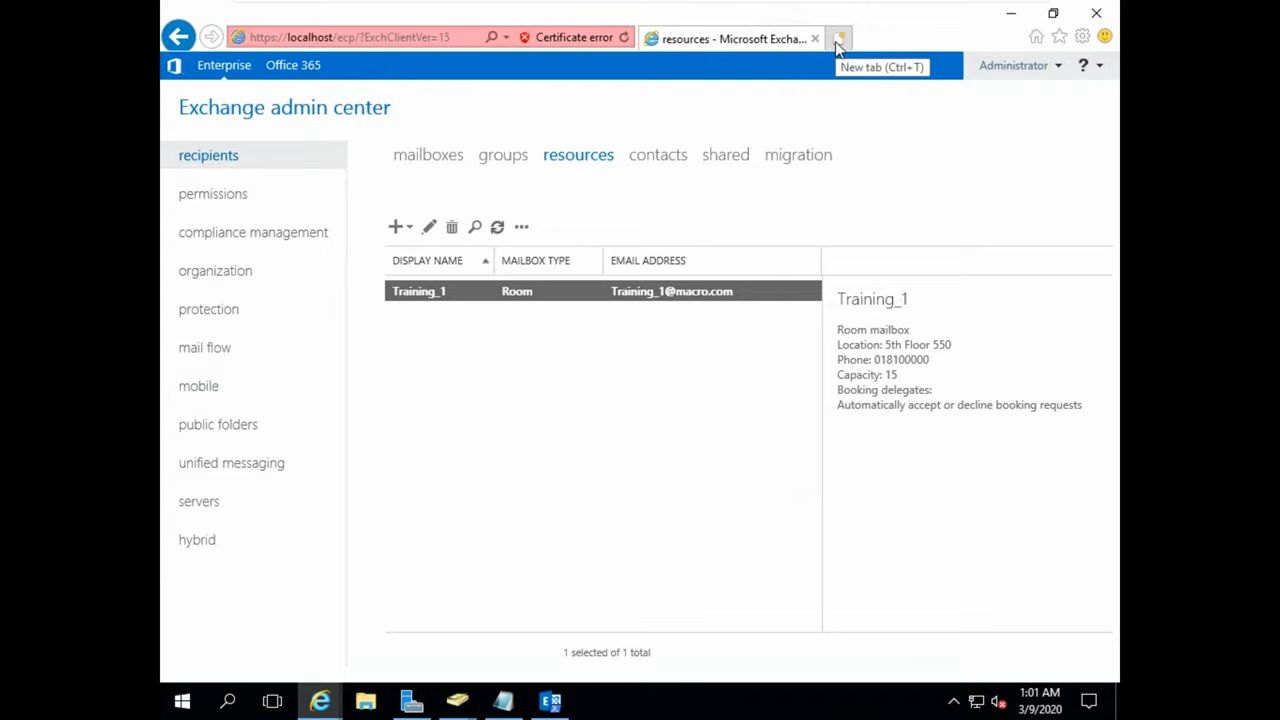 https://localhost/ecp/?ExchClientVer=15
Certificate error
resources - Microsoft Excha...
New tab (Ctrl+T)
Enterprise
Office 365
Administrator
?
Exchange admin center
recipients
permissions
compliance management
organization
protection
mail flow
mobile
public folders
unified messaging
servers
hybrid
mailboxes
groups
resources
contacts
shared
migration
DISPLAY NAME
MAILBOX TYPE
EMAIL ADDRESS
Training_1
Room
Training_1@macro.com
Training_1
Room mailbox
Location: 5th Floor 550
Phone: 018100000
Capacity: 15
Booking delegates:
Automatically accept or decline booking requests
1 selected of 1 total
1:01 AM
3/9/2020